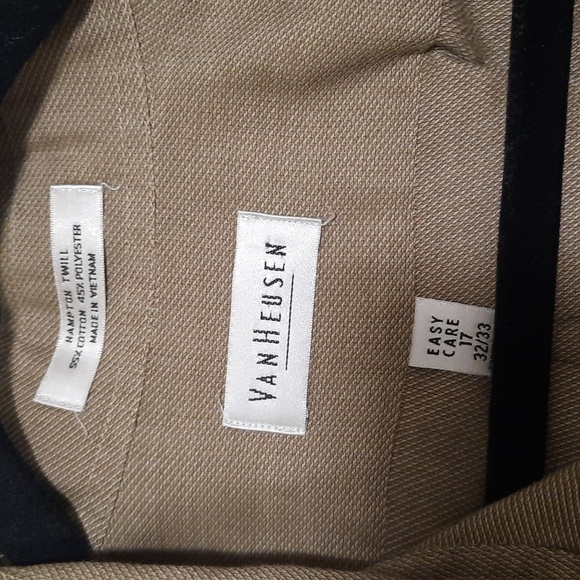 HAMPTON TWILL
55% COTTON 45% POLYESTER
MADE IN VIETNAM
VAN HEUSEN
EASY
CARE
17
32/33